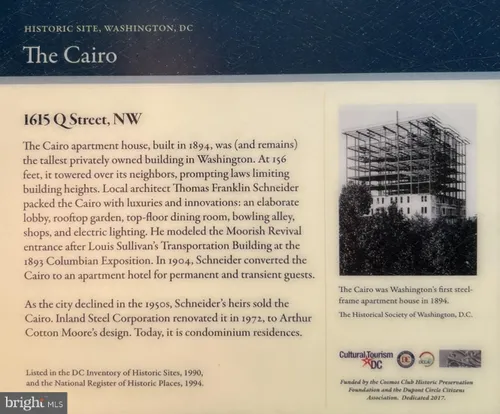 HISTORIC SITE, WASHINGTON, DC
The Cairo
1615 Q Street, NW
The Cairo apartment house, built in 1894, was (and remains)
the tallest privately owned building in Washington. At 156
feet, it towered over its neighbors, prompting laws limiting
building heights. Local architect Thomas Franklin Schneider
packed the Cairo with luxuries and innovations: an elaborate
lobby, rooftop garden, top-floor dining room, bowling alley,
shops, and electric lighting. He modeled the Moorish Revival
entrance after Louis Sullivan's Transportation Building at the
1893 Columbian Exposition. In 1904, Schneider converted the
Cairo to an apartment hotel for permanent and transient guests.
As the city declined in the 1950s, Schneider's heirs sold the
Cairo. Inland Steel Corporation renovated it in 1972, to Arthur
Cotton Moore's design. Today, it is condominium residences.
Listed in the DC Inventory of Historic Sites, 1990,
and the National Register of Historic Places, 1994.
The Cairo was Washington's first steel-
frame apartment house in 1894.
The Historical Society of Washington, D.C.
Cultural Tourism
DC
Funded by the Cosmos Club Historic Preservation
Foundation and the Dupont Circle Citizens
Association. Dedicated 2017.
bright MLS